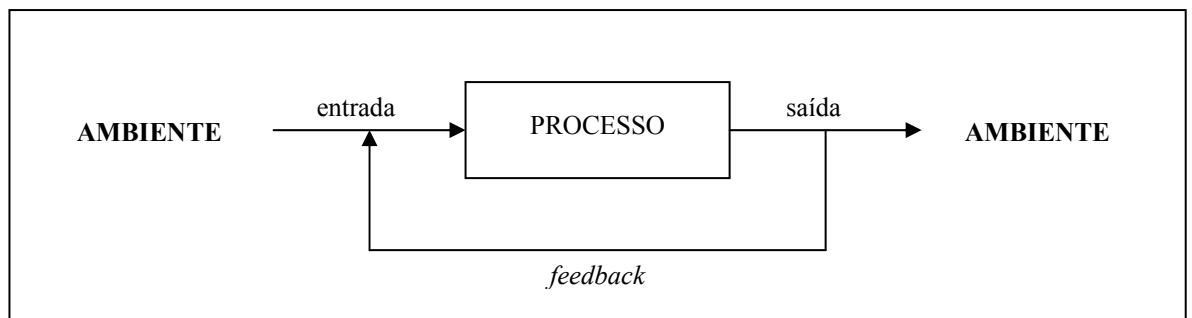 entrada
saída
AMBIENTE
PROCESSO
AMBIENTE
feedback